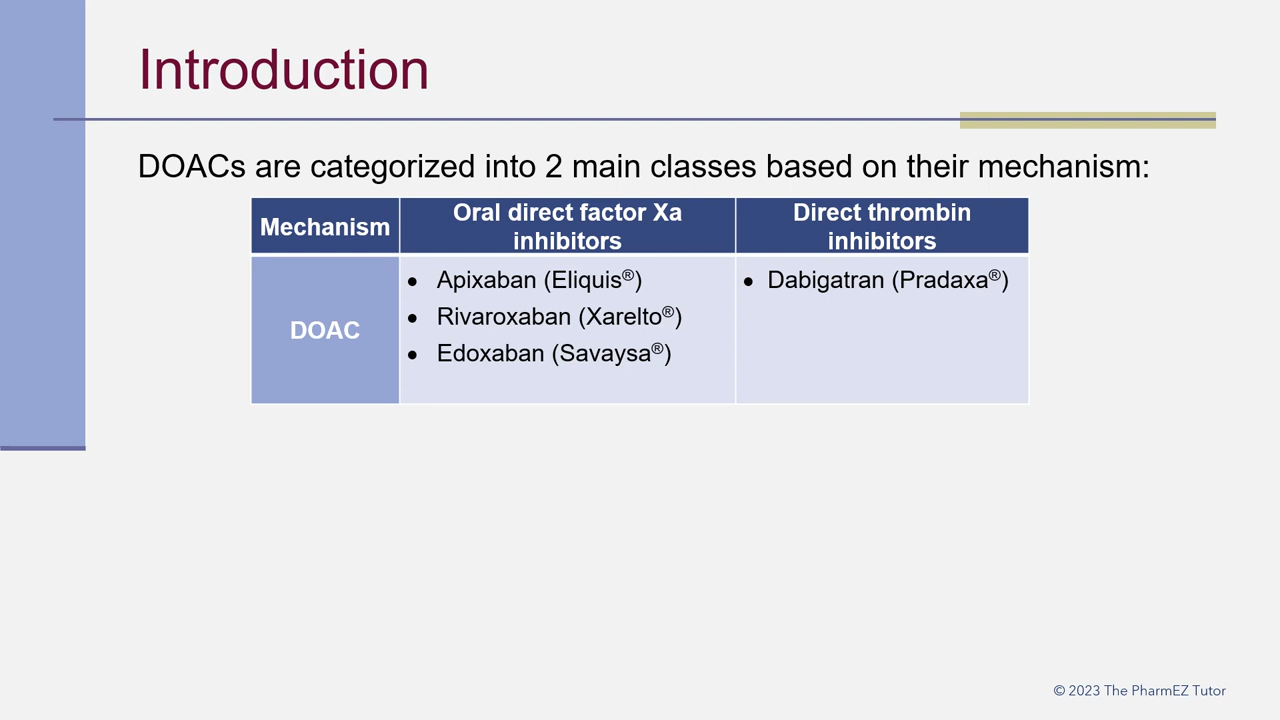 Introduction
DOACs are categorized into 2 main classes based on their mechanism:
Mechanism
Oral direct factor Xa
inhibitors
Direct thrombin
inhibitors
DOAC
• Apixaban (Eliquis®)
• Rivaroxaban (Xarelto®)
• Edoxaban (Savaysa®)
• Dabigatran (Pradaxa®)
© 2023 The PharmEZ Tutor